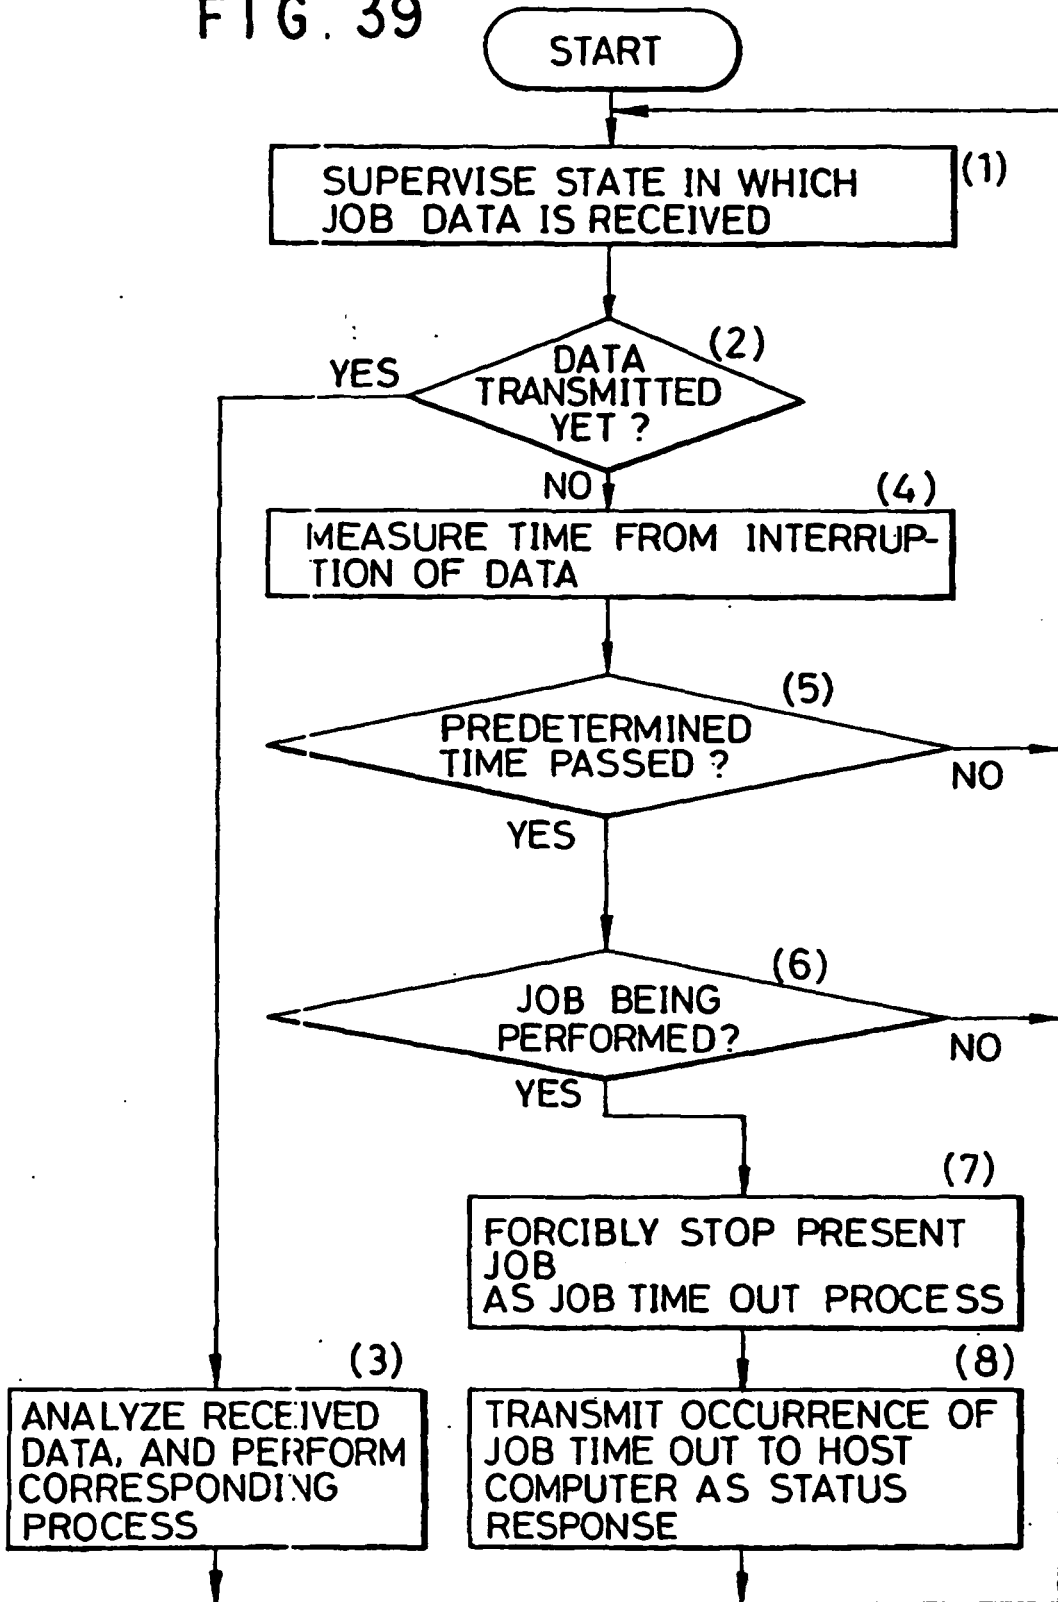 FIG. 39
START
(1)
SUPERVISE STATE IN WHICH
JOB DATA IS RECEIVED
(2)
YES
DATA
TRANSMITTED
YET ?
NO
(4)
MEASURE TIME FROM INTERRUP-
TION OF DATA
(5)
PREDETERMINED
TIME PASSED ?
NO
YES
(6)
JOB BEING
PERFORMED?
NO
YES
(7)
FORCIBLY STOP PRESENT
JOB
AS JOB TIME OUT PROCESS
(3)
ANALYZE RECEIVED
DATA, AND PERFORM
CORRESPONDING
PROCESS
(8)
TRANSMIT OCCURRENCE OF
JOB TIME OUT TO HOST
COMPUTER AS STATUS
RESPONSE